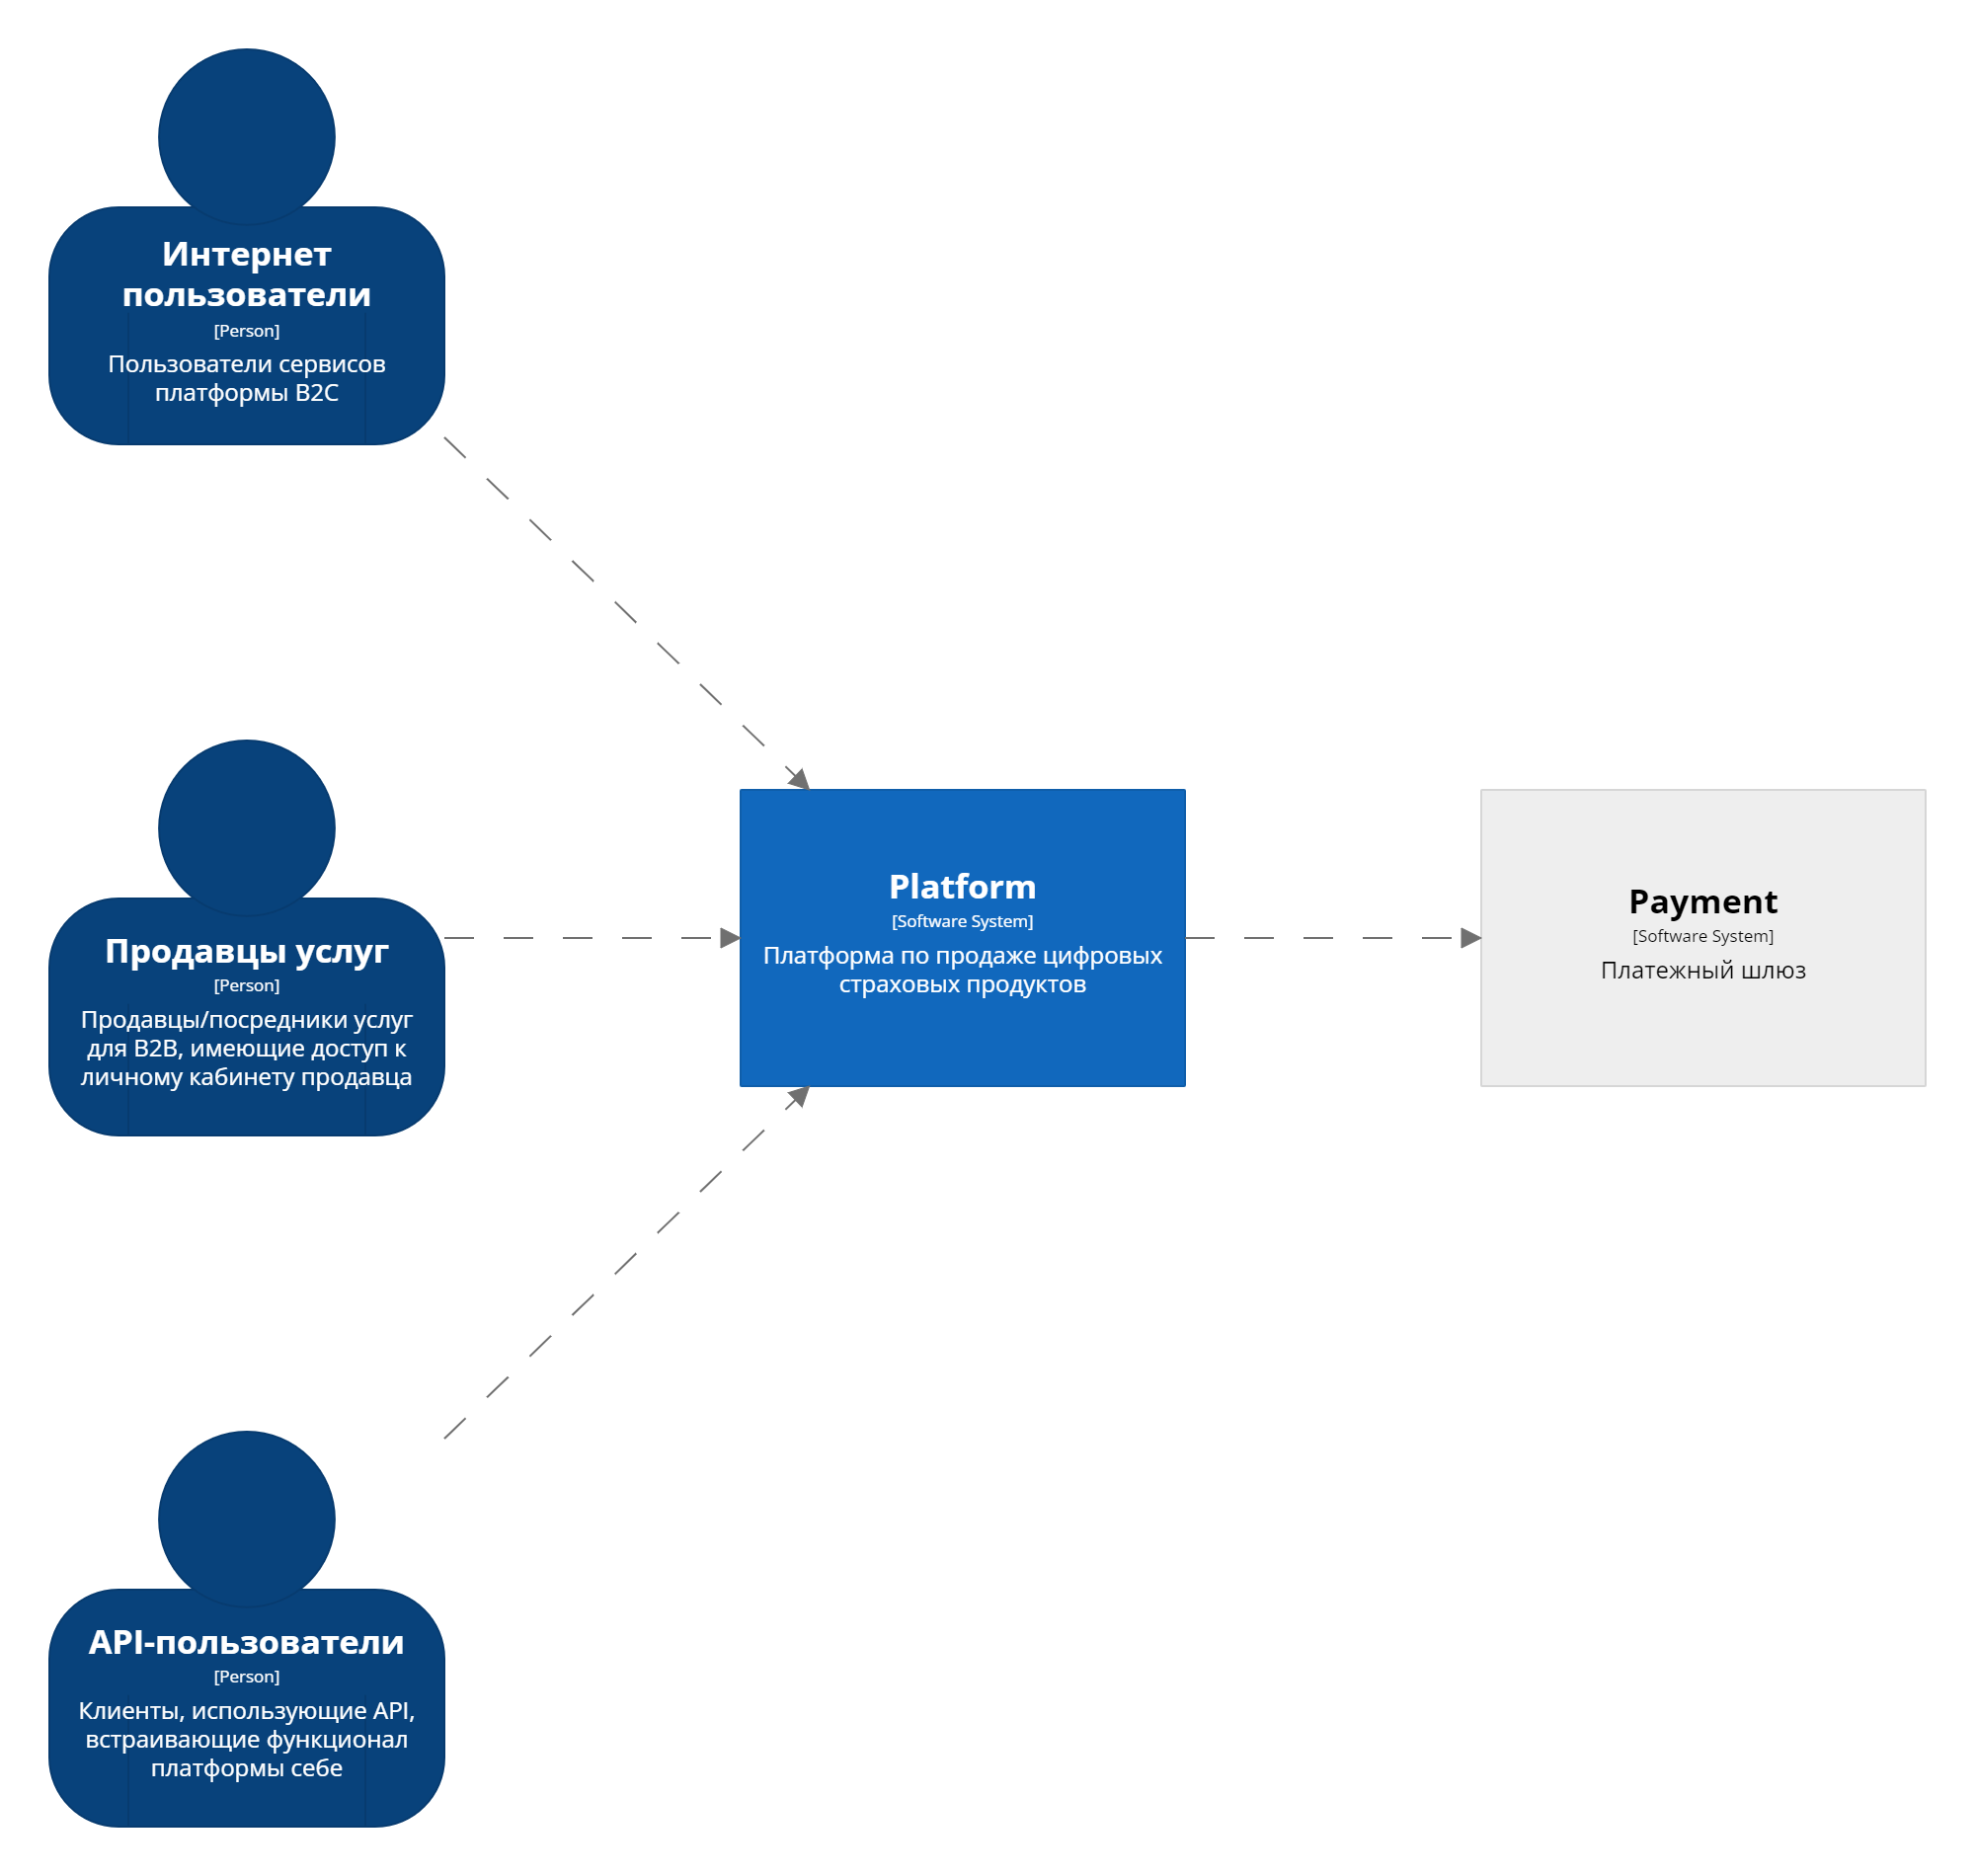 Интернет
пользователи
[Person]
Пользователи сервисов
платформы B2C
Продавцы услуг
[Person]
Продавцы/посредники услуг
для B2B, имеющие доступ к
личному кабинету продавца
Platform
[Software System]
Платформа по продаже цифровых
страховых продуктов
Payment
[Software System]
Платежный шлюз
API-пользователи
[Person]
Клиенты, использующие API,
встраивающие функционал
платформы себе